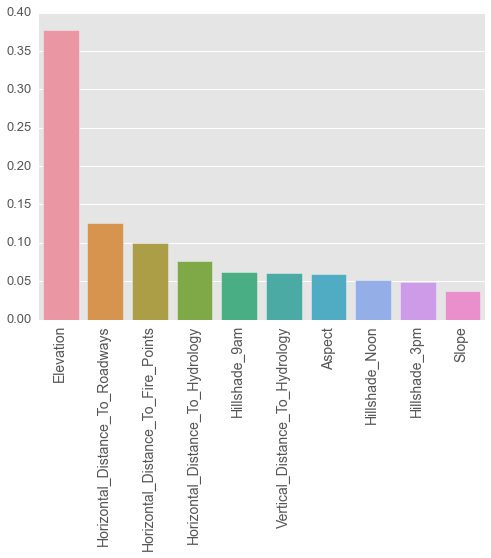 0.40
0.35
0.30
0.25
0.20
0.15
0.10
0.05
0.00
Elevation
Horizontal_Distance_To_Roadways
Horizontal_Distance_To_Fire_Points
Horizontal_Distance_To_Hydrology
Hillshade_9am
Vertical_Distance_To_Hydrology
Aspect
Hillshade_Noon
Hillshade_3pm
Slope